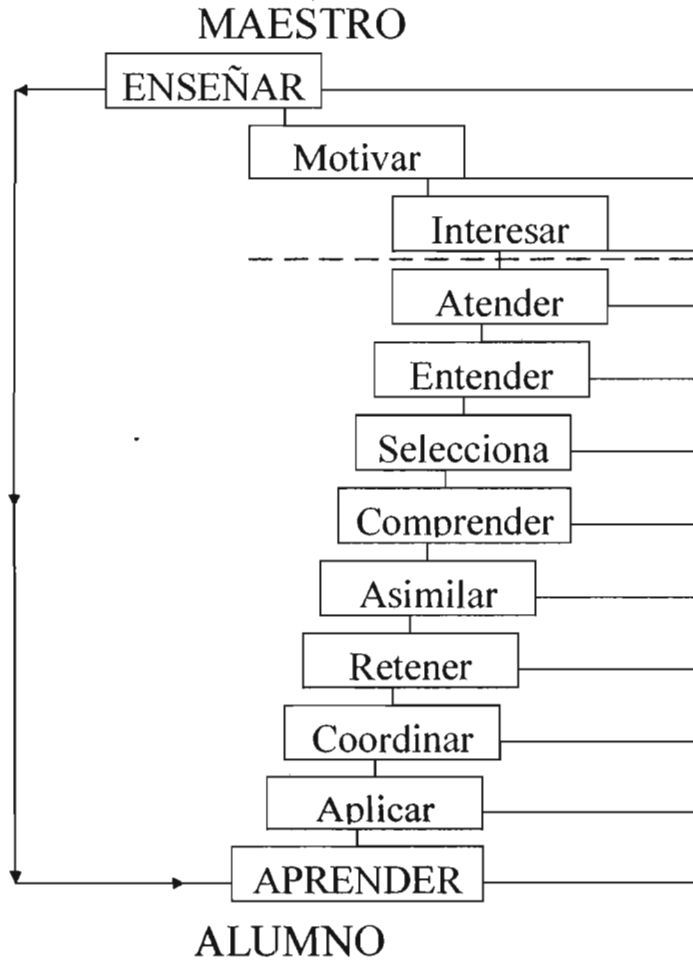 MAESTRO
ENSEÑAR
Motivar
Interesar
Atender
Entender
Selecciona
Comprender
Asimilar
Retener
Coordinar
Aplicar
APRENDER
ALUMNO